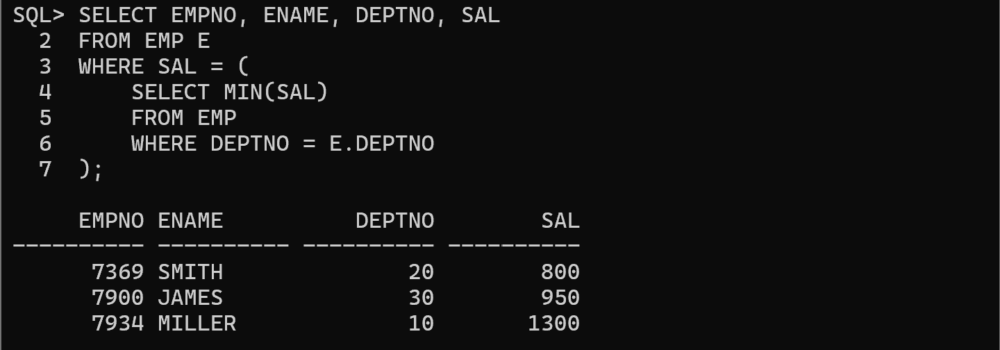 SQL> SELECT EMPNO, ENAME, DEPTNO, SAL
  2  FROM EMP E
  3  WHERE SAL = (
  4      SELECT MIN(SAL)
  5      FROM EMP
  6      WHERE DEPTNO = E.DEPTNO
  7  );

     EMPNO ENAME          DEPTNO        SAL
---------- ---------- ---------- ----------
      7369 SMITH              20        800
      7900 JAMES              30        950
      7934 MILLER             10       1300